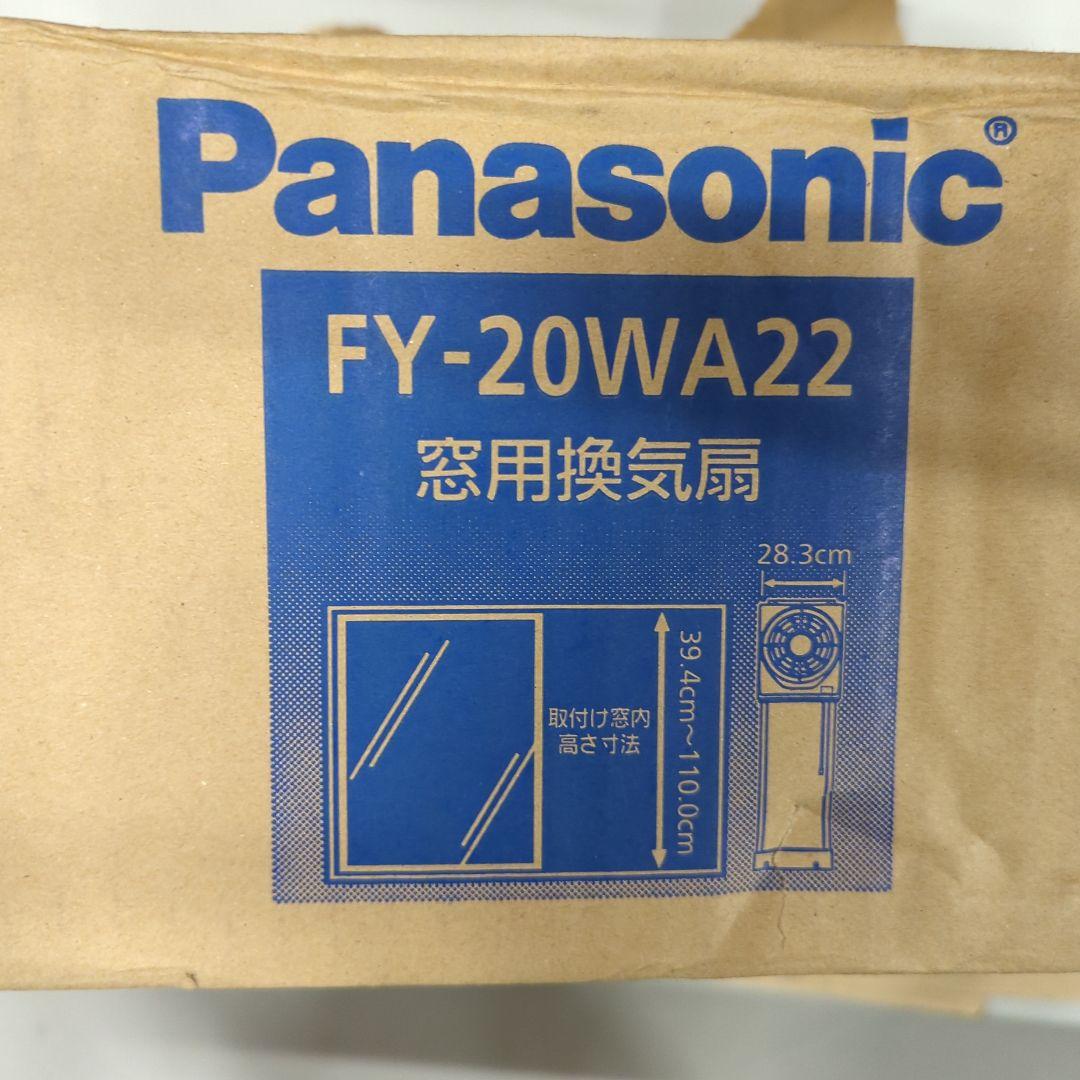 Panasonic®
FY-20WA22
窓用換気扇
28.3cm
取付け窓内
高さ寸法
39.4cm～110.0cm